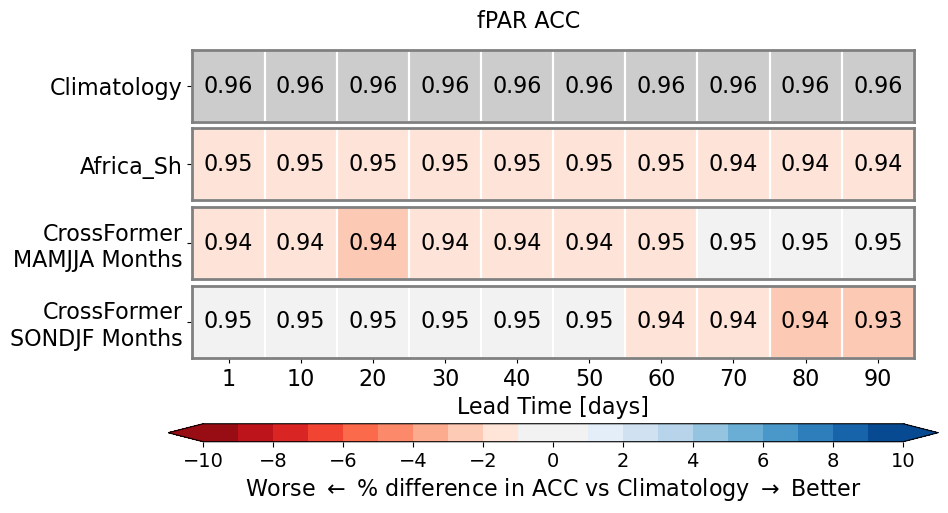 fPAR ACC
Climatology 0.96 0.96 0.96 0.96 0.96 0.96 0.96 0.96 0.96 0.96
Africa_Sh 0.95 0.95 0.95 0.95 0.95 0.95 0.95 0.94 0.94 0.94
CrossFormer
MAMJJA Months 0.94 0.94 0.94 0.94 0.94 0.94 0.95 0.95 0.95 0.95
CrossFormer
SONDJF Months 0.95 0.95 0.95 0.95 0.95 0.95 0.94 0.94 0.94 0.93
1 10 20 30 40 50 60 70 80 90
Lead Time [days]
−10 −8 −6 −4 −2 0 2 4 6 8 10
Worse ← % difference in ACC vs Climatology → Better